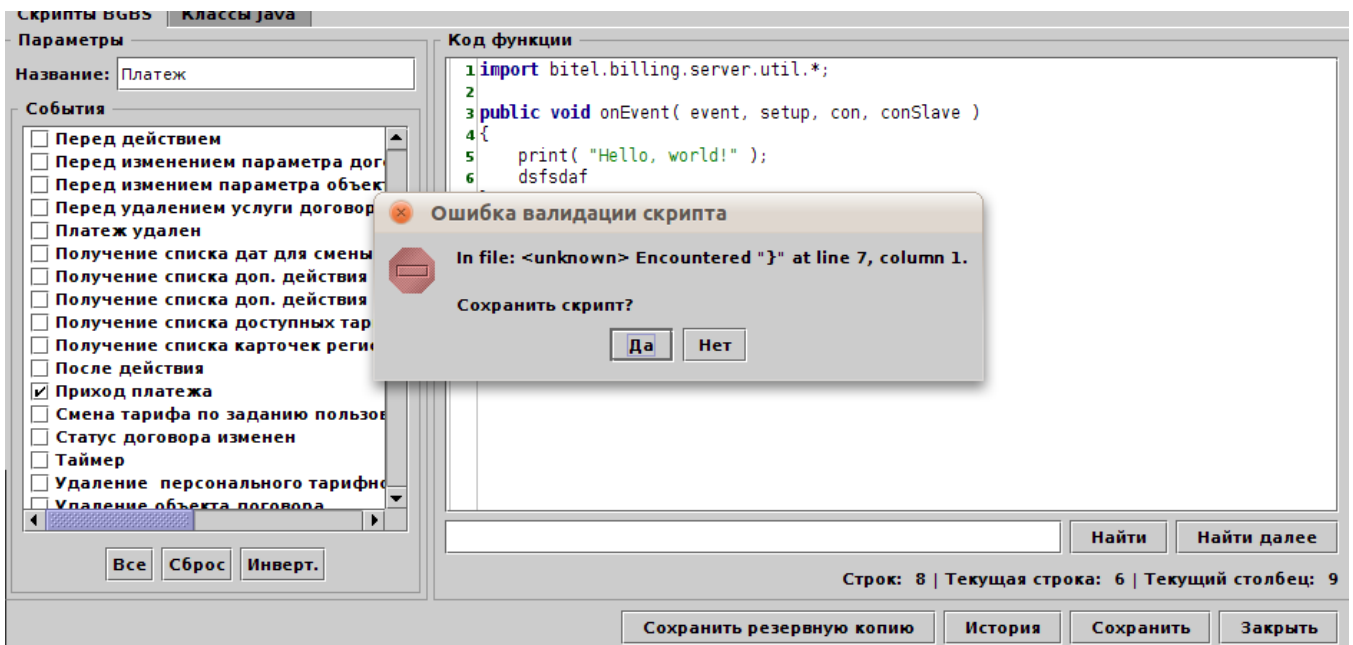 Скрипты BGBS Классы Java
Параметры
Название: Платеж
События
Перед действием
Перед изменением параметра дог
Перед измением параметра объек
Перед удалением услуги договор
Платеж удален
Получение списка дат для смены
Получение списка доп. действия
Получение списка доп. действия
Получение списка доступных тар
Получение списка карточек реги
После действия
Приход платежа
Смена тарифа по заданию пользов
Статус договора изменен
Таймер
Удаление персонального тарифно
Удаление объекта договора
Все Сброс Инверт.
Код функции
1 import bitel.billing.server.util.*;
2
3 public void onEvent( event, setup, con, conSlave )
4 {
5 print( "Hello, world!" );
6 dsfsdaf
Ошибка валидации скрипта
In file: <unknown> Encountered "}" at line 7, column 1.
Сохранить скрипт?
Да Нет
Найти Найти далее
Строк: 8 | Текущая строка: 6 | Текущий столбец: 9
Сохранить резервную копию История Сохранить Закрыть